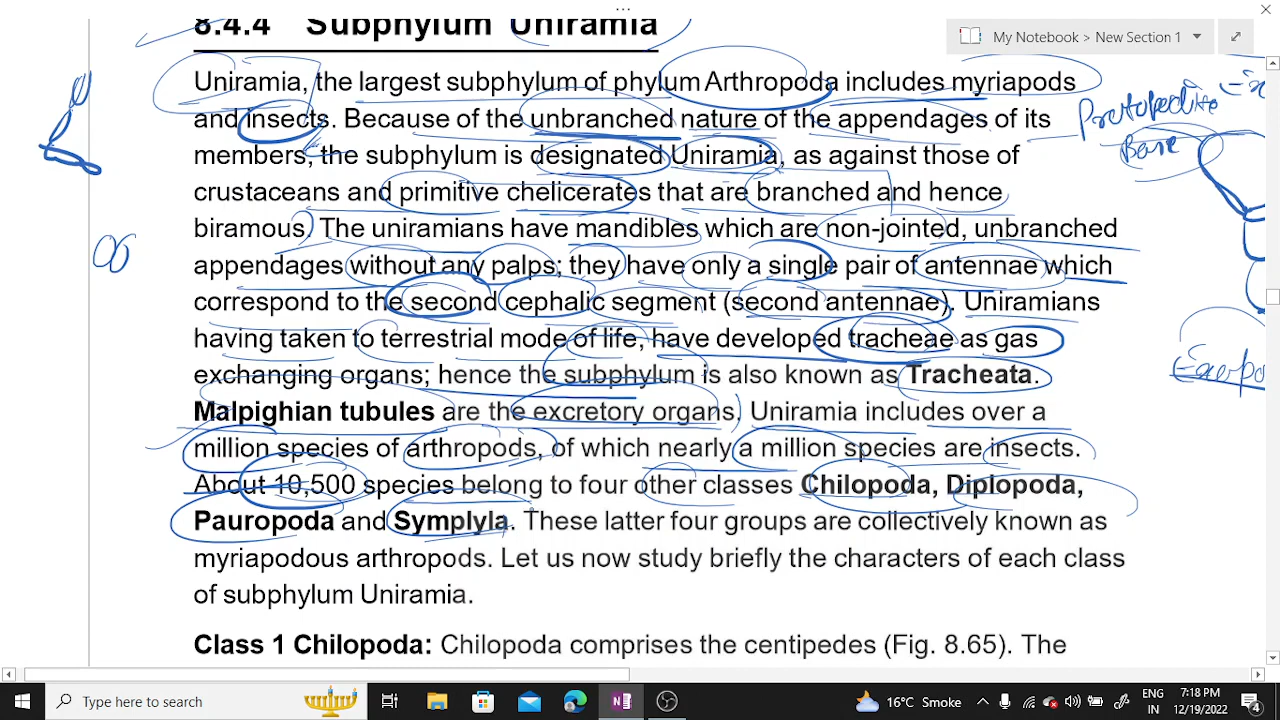 My Notebook > New Section 1
8.4.4 Subphylum Uniramia
Uniramia, the largest subphylum of phylum Arthropoda includes myriapods
and insects. Because of the unbranched nature of the appendages of its
members, the subphylum is designated Uniramia, as against those of
crustaceans and primitive chelicerates that are branched and hence
biramous. The uniramians have mandibles which are non-jointed, unbranched
appendages without any palps; they have only a single pair of antennae which
correspond to the second cephalic segment (second antennae). Uniramians
having taken to terrestrial mode of life, have developed tracheae as gas
exchanging organs; hence the subphylum is also known as Tracheata.
Malpighian tubules are the excretory organs. Uniramia includes over a
million species of arthropods, of which nearly a million species are insects.
About 10,500 species belong to four other classes Chilopoda, Diplopoda,
Pauropoda and Symplyla. These latter four groups are collectively known as
myriapodous arthropods. Let us now study briefly the characters of each class
of subphylum Uniramia.
Class 1 Chilopoda: Chilopoda comprises the centipedes (Fig. 8.65). The
Base
Type here to search
16°C Smoke
ENG
IN
7:18 PM
12/19/2022
4